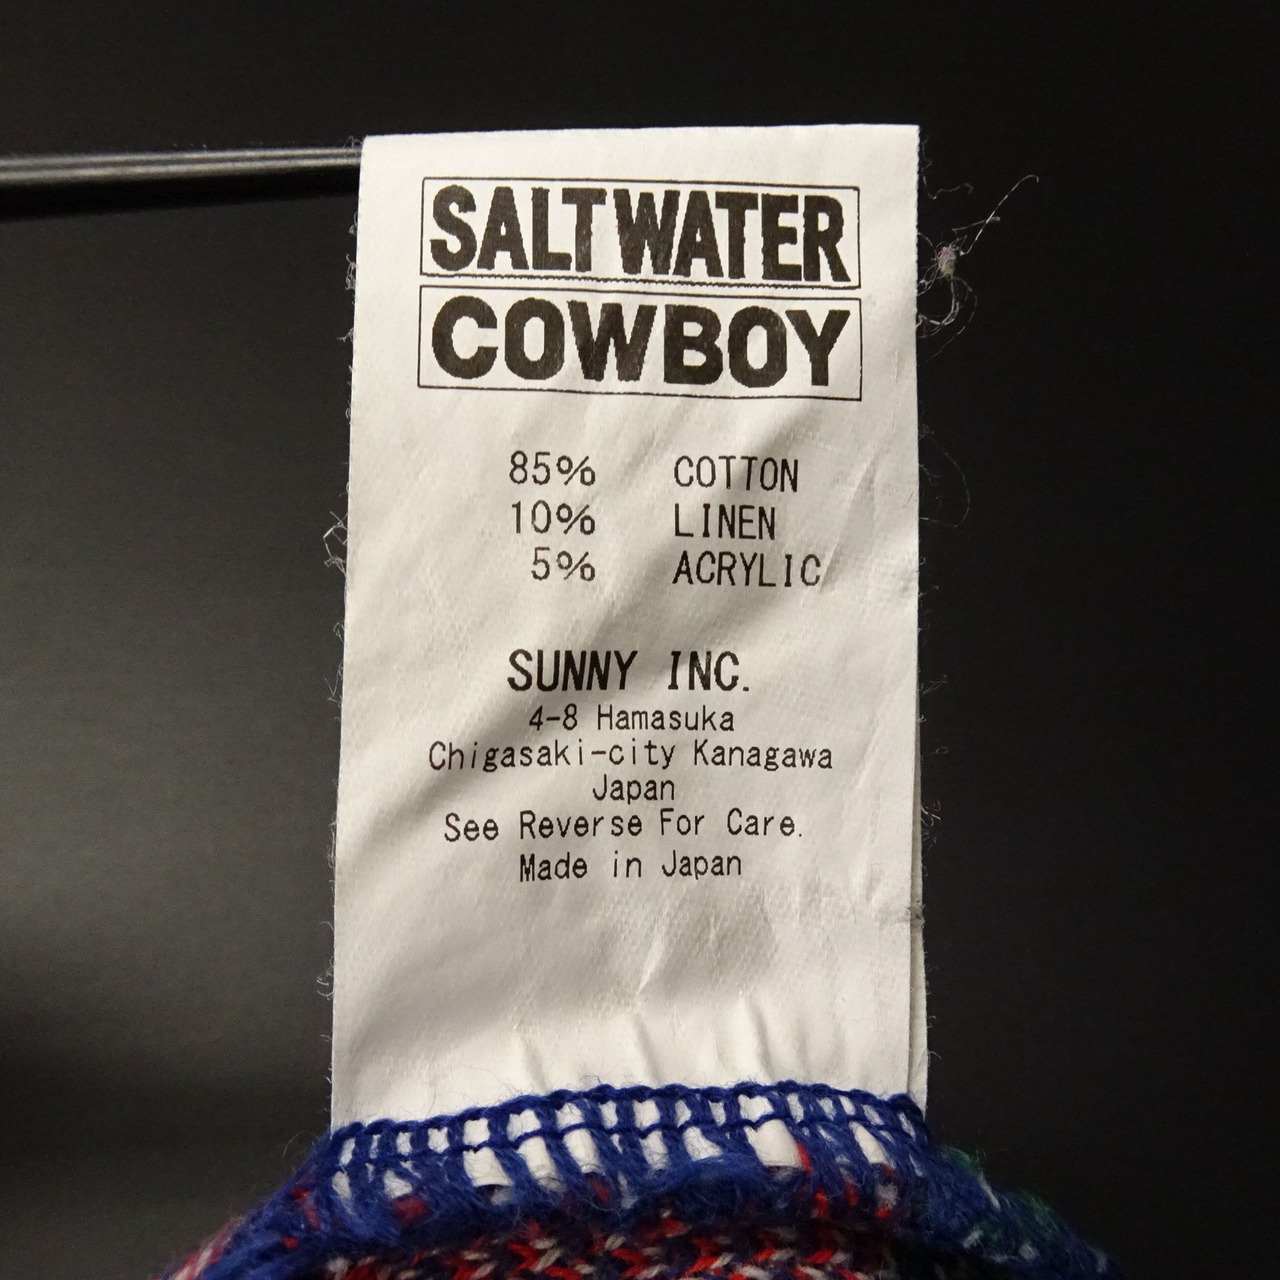 SALTWATER
COWBOY
85% COTTON
10% LINEN
5% ACRYLIC
SUNNY INC.
4-8 Hamasuka
Chigasaki-city Kanagawa
Japan
See Reverse For Care.
Made in Japan